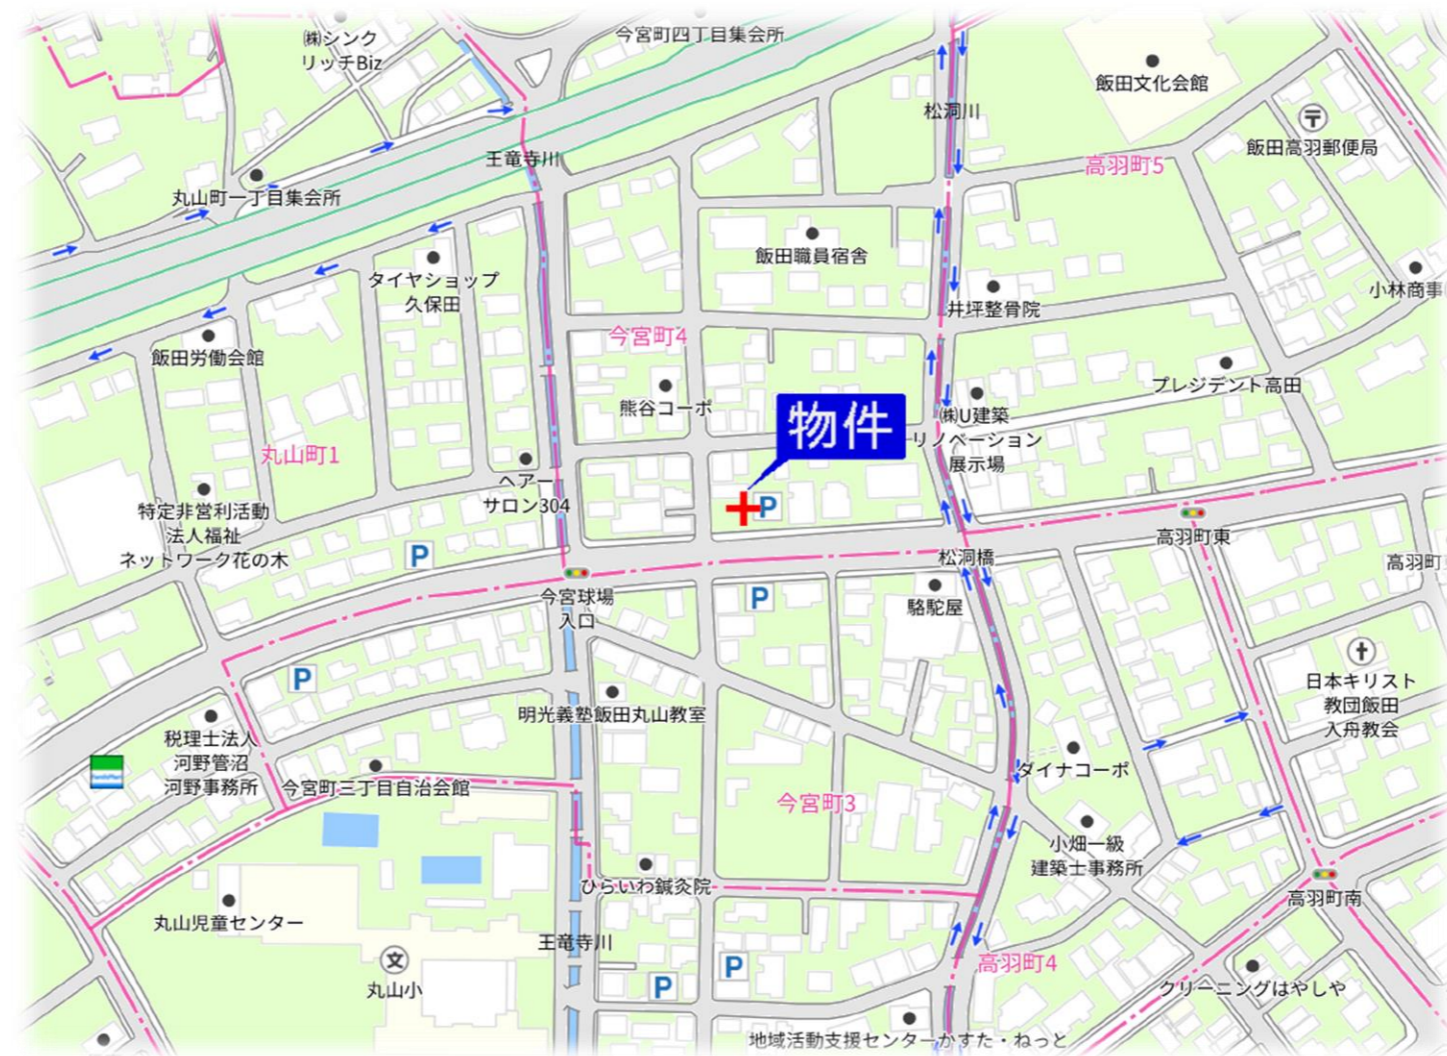 今宮町四丁目集会所
㈱シンク
リッチBiz
飯田文化会館
松洞川
飯田高羽郵便局
王竜寺川
高羽町5
丸山町一丁目集会所
飯田職員宿舎
タイヤショップ
久保田
小林商事
井坪整骨院
今宮町4
飯田労働会館
プレジデント高田
熊谷コーポ
物件
㈱U建築
リノベーション
展示場
丸山町1
ヘアー
サロン304
特定非営利活動
法人福祉
ネットワーク花の木
P
P
高羽町東
松洞橋
高羽町
今宮球場
入口
P
駱駝屋
P
日本キリスト
教団飯田
入舟教会
明光義塾飯田丸山教室
税理士法人
河野管沼
河野事務所
FamilyMart
ダイナコーポ
今宮町三丁目自治会館
今宮町3
小畑一級
建築士事務所
ひらいわ鍼灸院
高羽町南
丸山児童センター
王竜寺川
文
丸山小
P
P
高羽町4
クリーニングはやしや
地域活動支援センターかすた・ねっと